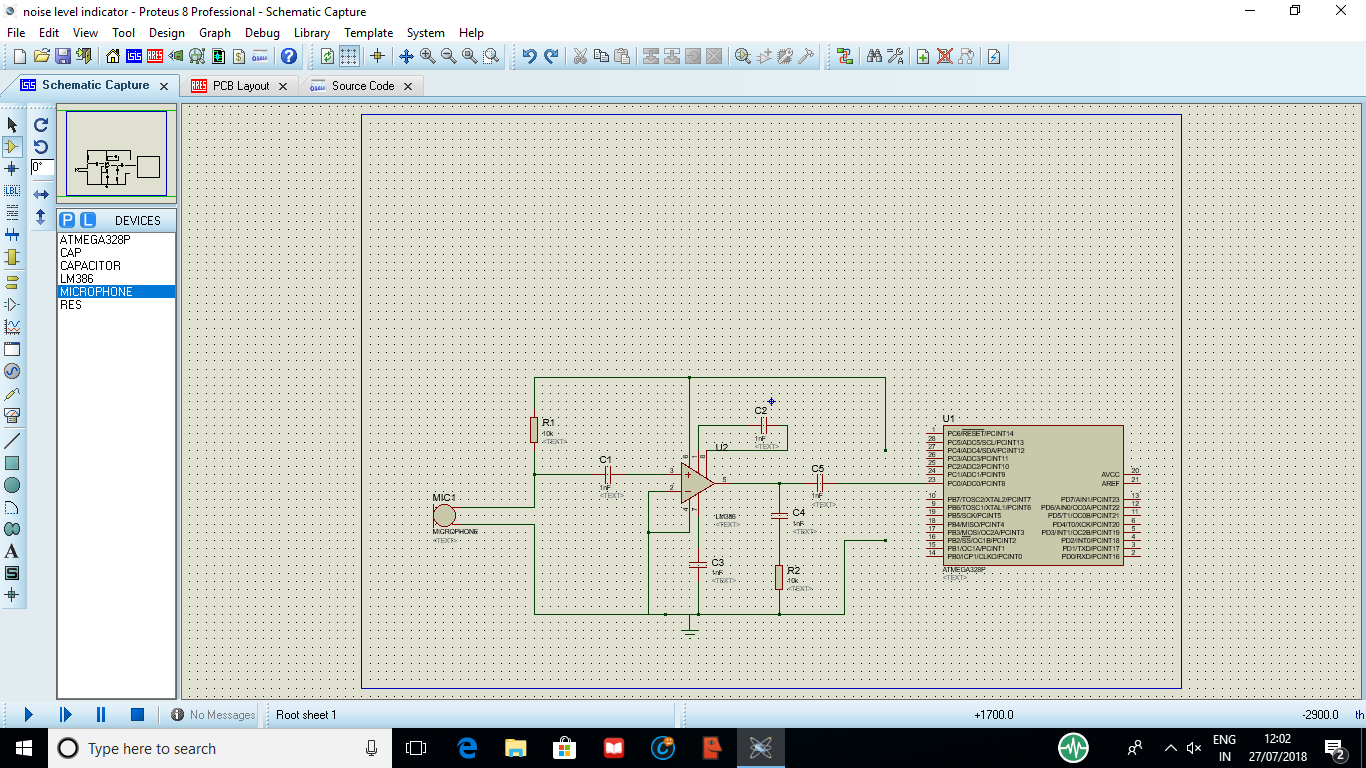 noise level indicator - Proteus 8 Professional - Schematic Capture
File Edit View Tool Design Graph Debug Library Template System Help
Schematic Capture
PCB Layout
Source Code
0°
P L DEVICES
ATMEGA328P
CAP
CAPACITOR
LM386
MICROPHONE
RES
LBL
A
S
R1
10k
<TEXT>
C1
1nF
<TEXT>
MIC1
MICROPHONE
<TEXT>
C2
1nF
<TEXT>
U2
6
1
8
3
2
5
4
7
LM386
<TEXT>
C5
1nF
<TEXT>
C4
1nF
<TEXT>
C3
1nF
<TEXT>
R2
10k
<TEXT>
U1
1 PC6/RESET/PCINT14
28 PC5/ADC5/SCL/PCINT13
27 PC4/ADC4/SDA/PCINT12
26 PC3/ADC3/PCINT11
25 PC2/ADC2/PCINT10
24 PC1/ADC1/PCINT9
23 PC0/ADC0/PCINT8
10 PB7/TOSC2/XTAL2/PCINT7
9 PB6/TOSC1/XTAL1/PCINT6
19 PB5/SCK/PCINT5
18 PB4/MISO/PCINT4
17 PB3/MOSI/OC2A/PCINT3
16 PB2/SS/OC1B/PCINT2
15 PB1/OC1A/PCINT1
14 PB0/ICP1/CLKO/PCINT0
AVCC 20
AREF 21
PD7/AIN1/PCINT23 13
PD6/AIN0/OC0A/PCINT22 12
PD5/T1/OC0B/PCINT21 11
PD4/T0/XCK/PCINT20 6
PD3/INT1/OC2B/PCINT19 5
PD2/INT0/PCINT18 4
PD1/TXD/PCINT17 3
PD0/RXD/PCINT16 2
ATMEGA328P
<TEXT>
No Messages
Root sheet 1
+1700.0
-2900.0
th
Type here to search
ENG
IN
12:02
27/07/2018
2